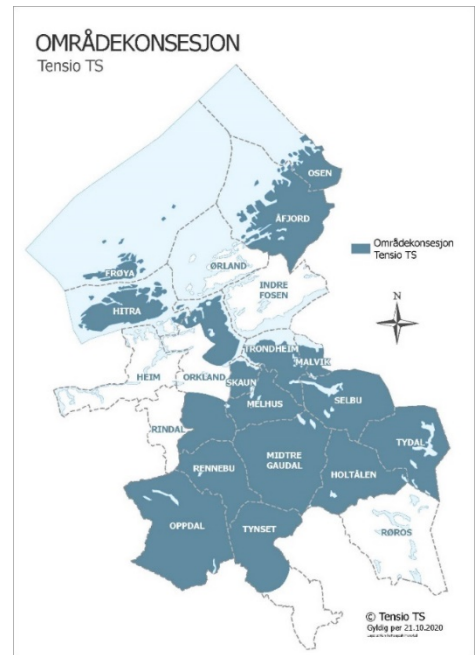 OMRÅDEKONSESJON
Tensio TS
OSEN
ÅFJORD
Områdekonsesjon
Tensio TS
ØRLAND
FRØYA
INDRE
FOSEN
HITRA
N
TRONDHEIM
MALVIK
HEIM
ORKLAND
SKAUN
SELBU
MELHUS
RINDAL
TYDAL
MIDTRE
GAUDAL
RENNEBU
HOLTÅLEN
OPPDAL
TYNSET
RØROS
© Tensio TS
Gyldig per 21.10.2020